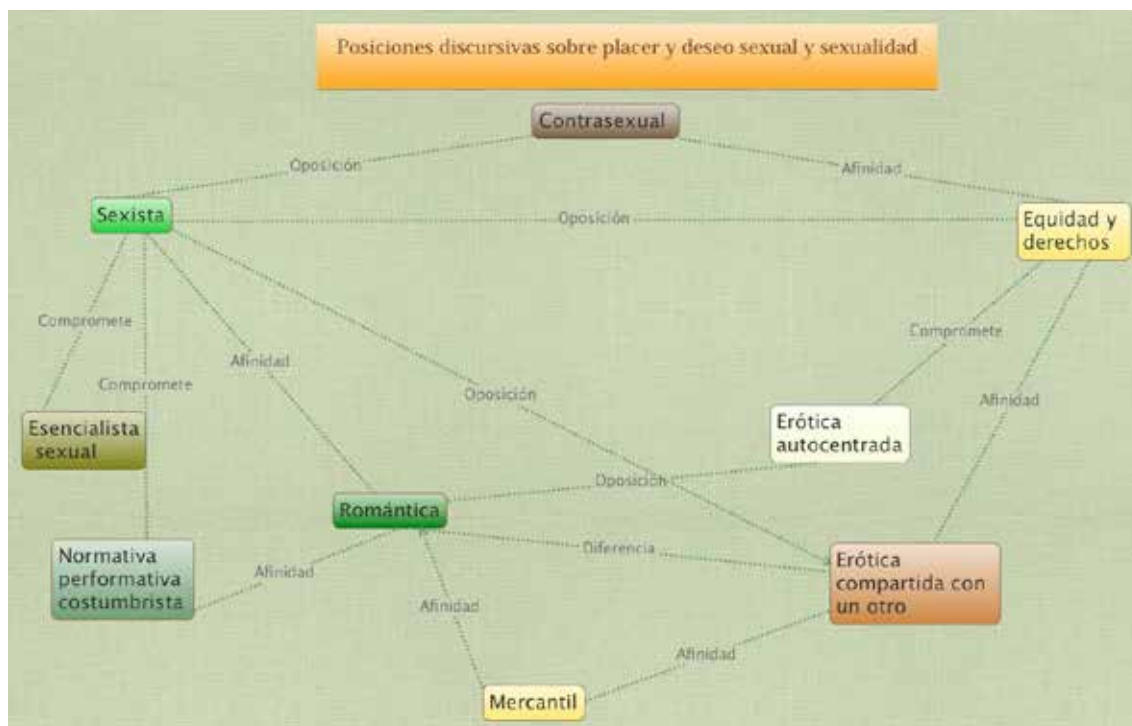 Posiciones discursivas sobre placer y deseo sexual y sexualidad
Contrasexual
Oposición
Afinidad
Sexista
Oposición
Equidad y
derechos
Compromete
Compromete
Afinidad
Compromete
Oposición
Afinidad
Esencialista
sexual
Erótica
autocentrada
Oposición
Romántica
Diferencia
Normativa
performativa
costumbrista
Afinidad
Erótica
compartida con
un otro
Afinidad
Afinidad
Mercantil